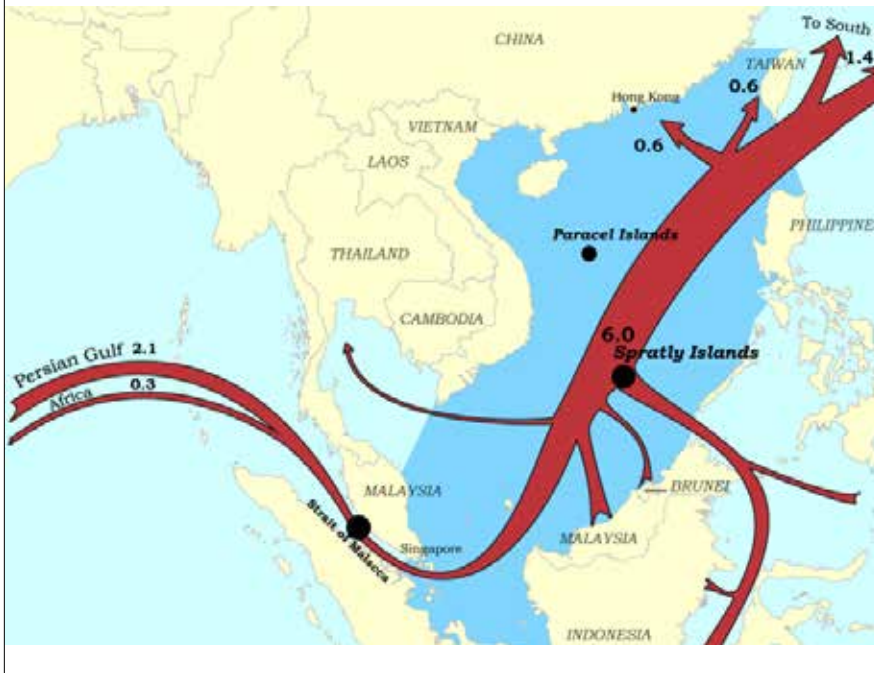 To South
CHINA
TAIWAN
1.4
0.6
Hong Kong
VIETNAM
0.6
LAOS
PHILIPPINE
Paracel Islands
THAILAND
CAMBODIA
6.0
Spratly Islands
Persian Gulf 2.1
Africa 0.3
MALAYSIA
BRUNEI
Strait of Malacca
Singapore
MALAYSIA
INDONESIA